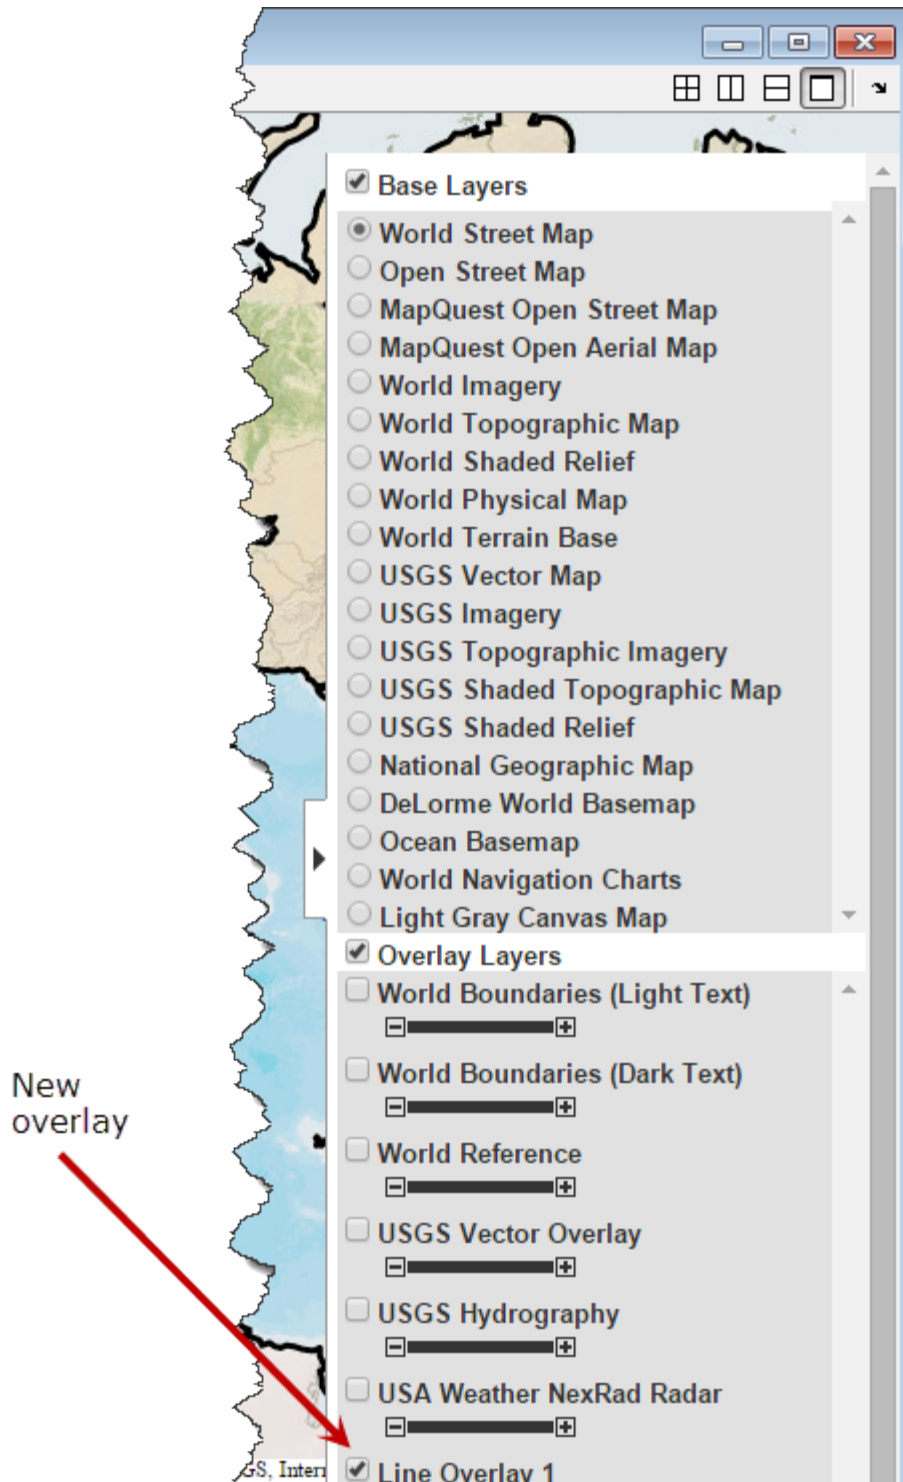 Base Layers
World Street Map
Open Street Map
MapQuest Open Street Map
MapQuest Open Aerial Map
World Imagery
World Topographic Map
World Shaded Relief
World Physical Map
World Terrain Base
USGS Vector Map
USGS Imagery
USGS Topographic Imagery
USGS Shaded Topographic Map
USGS Shaded Relief
National Geographic Map
DeLorme World Basemap
Ocean Basemap
World Navigation Charts
Light Gray Canvas Map
Overlay Layers
World Boundaries (Light Text)
World Boundaries (Dark Text)
New
overlay
World Reference
USGS Vector Overlay
USGS Hydrography
USA Weather NexRad Radar
Line Overlay 1